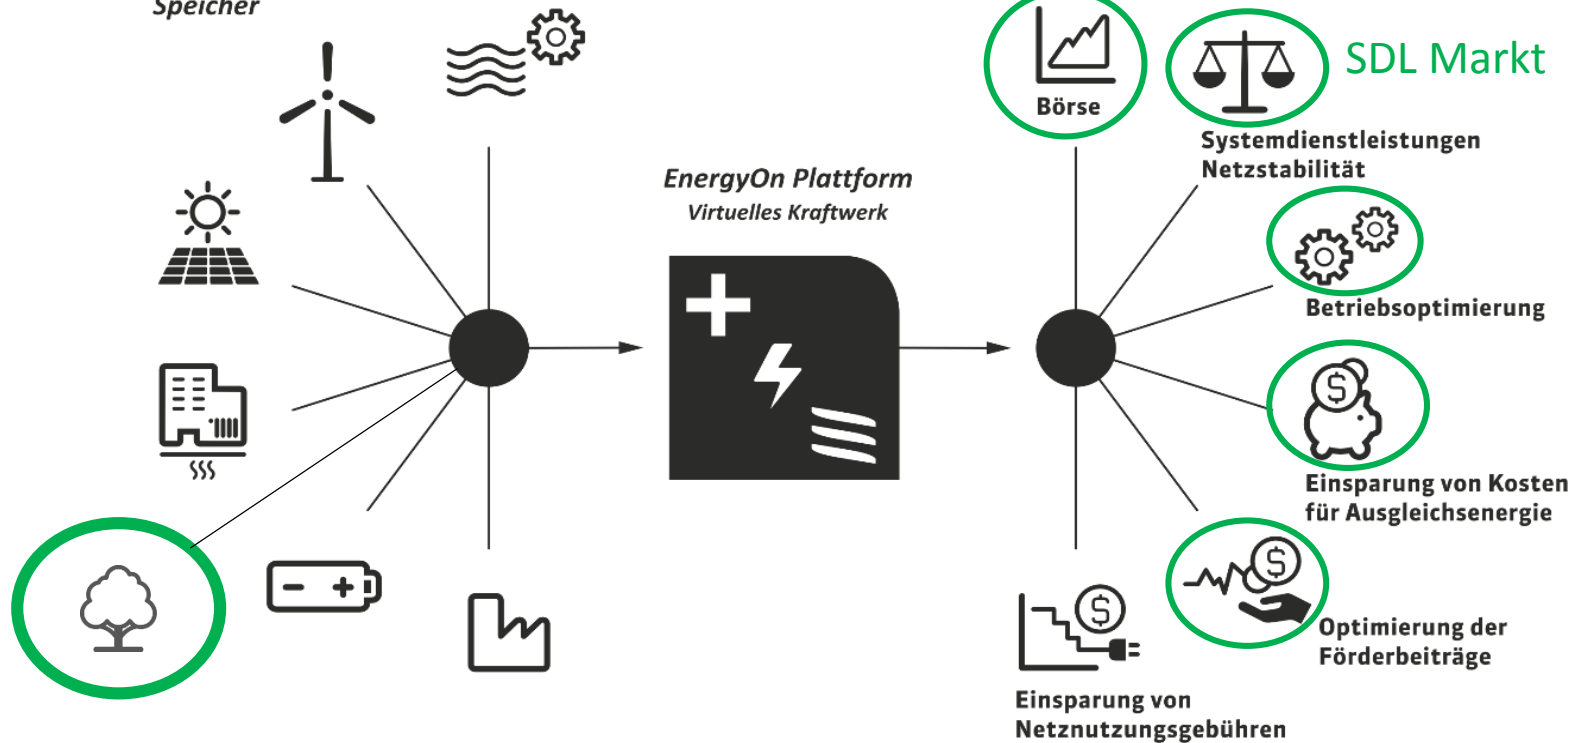 Speicher
Börse
SDL Markt
Systemdienstleistungen
Netzstabilität
EnergyOn Plattform
Virtuelles Kraftwerk
Betriebsoptimierung
Einsparung von Kosten
für Ausgleichsenergie
Optimierung der
Förderbeiträge
Einsparung von
Netznutzungsgebühren